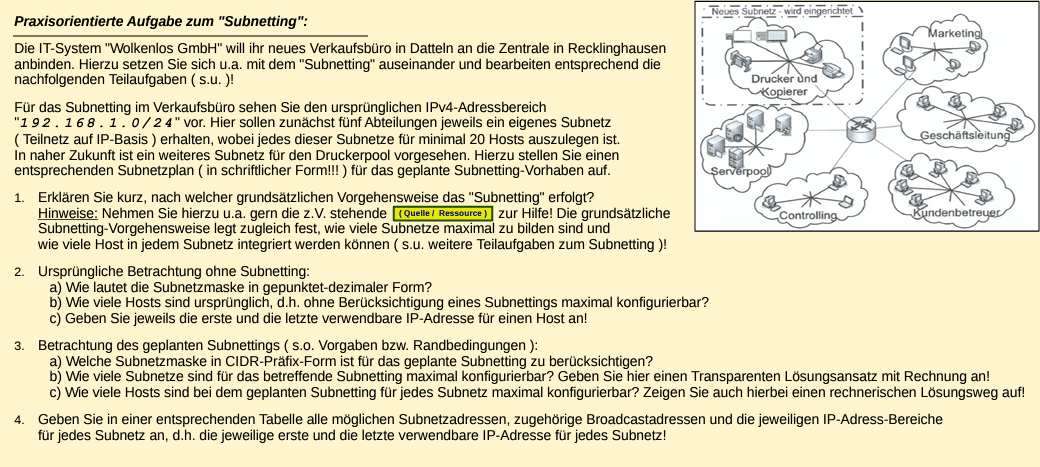 Praxisorientierte Aufgabe zum "Subnetting":
Die IT-System "Wolkenlos GmbH" will ihr neues Verkaufsbüro in Datteln an die Zentrale in Recklinghausen
anbinden. Hierzu setzen Sie sich u.a. mit dem "Subnetting" auseinander und bearbeiten entsprechend die
nachfolgenden Teilaufgaben ( s.u. )!
Für das Subnetting im Verkaufsbüro sehen Sie den ursprünglichen IPv4-Adressbereich
"192.168.1.0/24" vor. Hier sollen zunächst fünf Abteilungen jeweils ein eigenes Subnetz
( Teilnetz auf IP-Basis ) erhalten, wobei jedes dieser Subnetze für minimal 20 Hosts auszulegen ist.
In naher Zukunft ist ein weiteres Subnetz für den Druckerpool vorgesehen. Hierzu stellen Sie einen
entsprechenden Subnetzplan ( in schriftlicher Form!!! ) für das geplante Subnetting-Vorhaben auf.
1. Erklären Sie kurz, nach welcher grundsätzlichen Vorgehensweise das "Subnetting" erfolgt?
Hinweise: Nehmen Sie hierzu u.a. gern die z.V. stehende ( Quelle / Ressource ) zur Hilfe! Die grundsätzliche
Subnetting-Vorgehensweise legt zugleich fest, wie viele Subnetze maximal zu bilden sind und
wie viele Host in jedem Subnetz integriert werden können ( s.u. weitere Teilaufgaben zum Subnetting )!
2. Ursprüngliche Betrachtung ohne Subnetting:
a) Wie lautet die Subnetzmaske in gepunktet-dezimaler Form?
b) Wie viele Hosts sind ursprünglich, d.h. ohne Berücksichtigung eines Subnettings maximal konfigurierbar?
c) Geben Sie jeweils die erste und die letzte verwendbare IP-Adresse für einen Host an!
3. Betrachtung des geplanten Subnettings ( s.o. Vorgaben bzw. Randbedingungen ):
a) Welche Subnetzmaske in CIDR-Präfix-Form ist für das geplante Subnetting zu berücksichtigen?
b) Wie viele Subnetze sind für das betreffende Subnetting maximal konfigurierbar? Geben Sie hier einen Transparenten Lösungsansatz mit Rechnung an!
c) Wie viele Hosts sind bei dem geplanten Subnetting für jedes Subnetz maximal konfigurierbar? Zeigen Sie auch hierbei einen rechnerischen Lösungsweg auf!
4. Geben Sie in einer entsprechenden Tabelle alle möglichen Subnetzadressen, zugehörige Broadcastadressen und die jeweiligen IP-Adress-Bereiche
für jedes Subnetz an, d.h. die jeweilige erste und die letzte verwendbare IP-Adresse für jedes Subnetz!
Neues Subnetz - wird eingerichtet
Drucker und
Kopierer
Marketing
Geschäftsleitung
Serverpool
Controlling
Kundenbetreuer